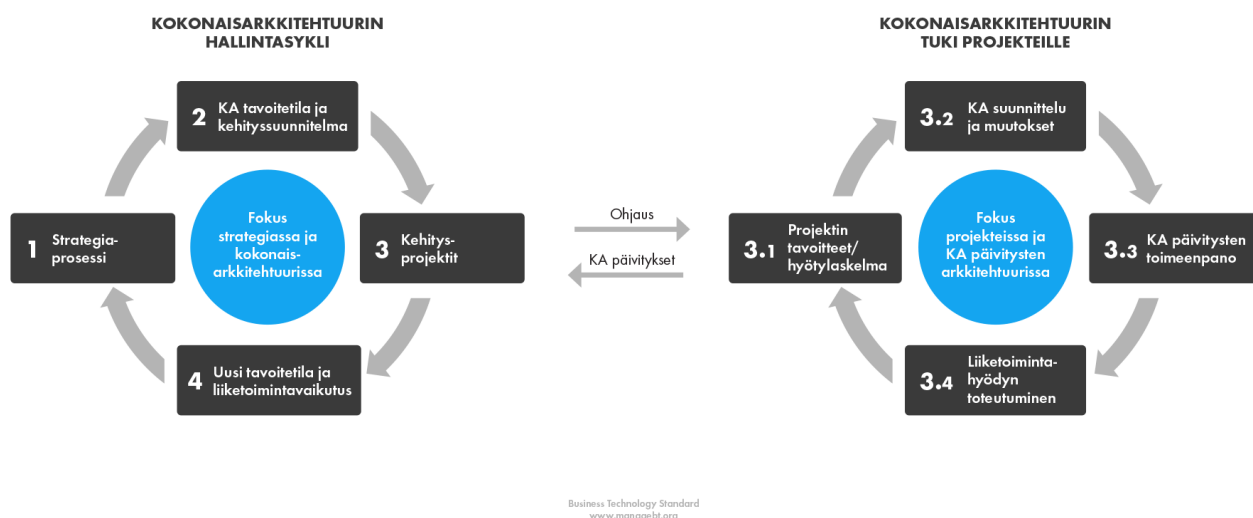 KOKONAISARKKITEHTUURIN
HALLINTASYKLI
2 KA tavoitetila ja
kehityssuunnitelma
1 Strategia-
prosessi
Fokus
strategiassa ja
kokonais-
arkkitehtuurissa
3 Kehitys-
projektit
4 Uusi tavoitetila ja
liiketoimintavaikutus
Ohjaus
KA päivitykset
KOKONAISARKKITEHTUURIN
TUKI PROJEKTEILLE
3.2 KA suunnittelu
ja muutokset
3.1 Projektin
tavoitteet/
hyötylaskelma
Fokus
projekteissa ja
KA päivitysten
arkkitehtuurissa
3.3 KA päivitysten
toimeenpano
3.4 Liiketoiminta-
hyödyn
toteutuminen
Business Technology Standard
www.managebt.org